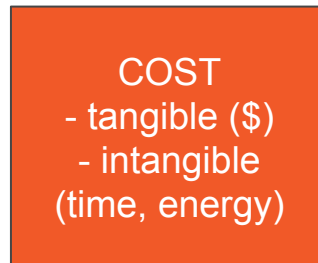 COST
- tangible ($)
- intangible
(time, energy)